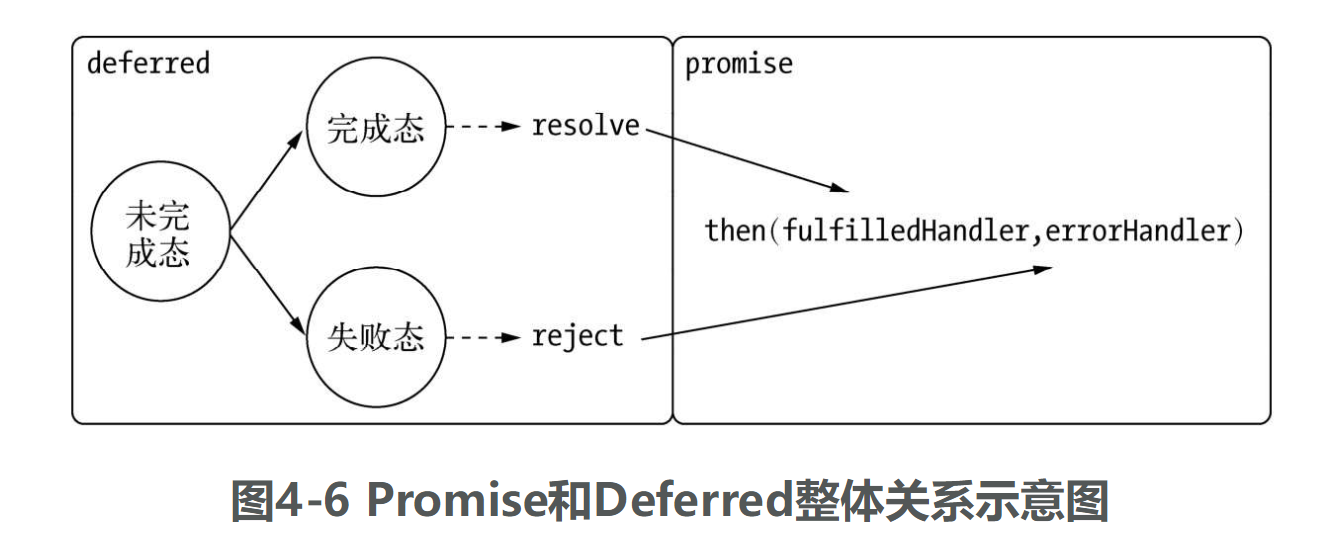 deferred
promise
完成态
resolve
未完
成态
then(fulfilledHandler,errorHandler)
失败态
reject
图4-6 Promise和Deferred整体关系示意图